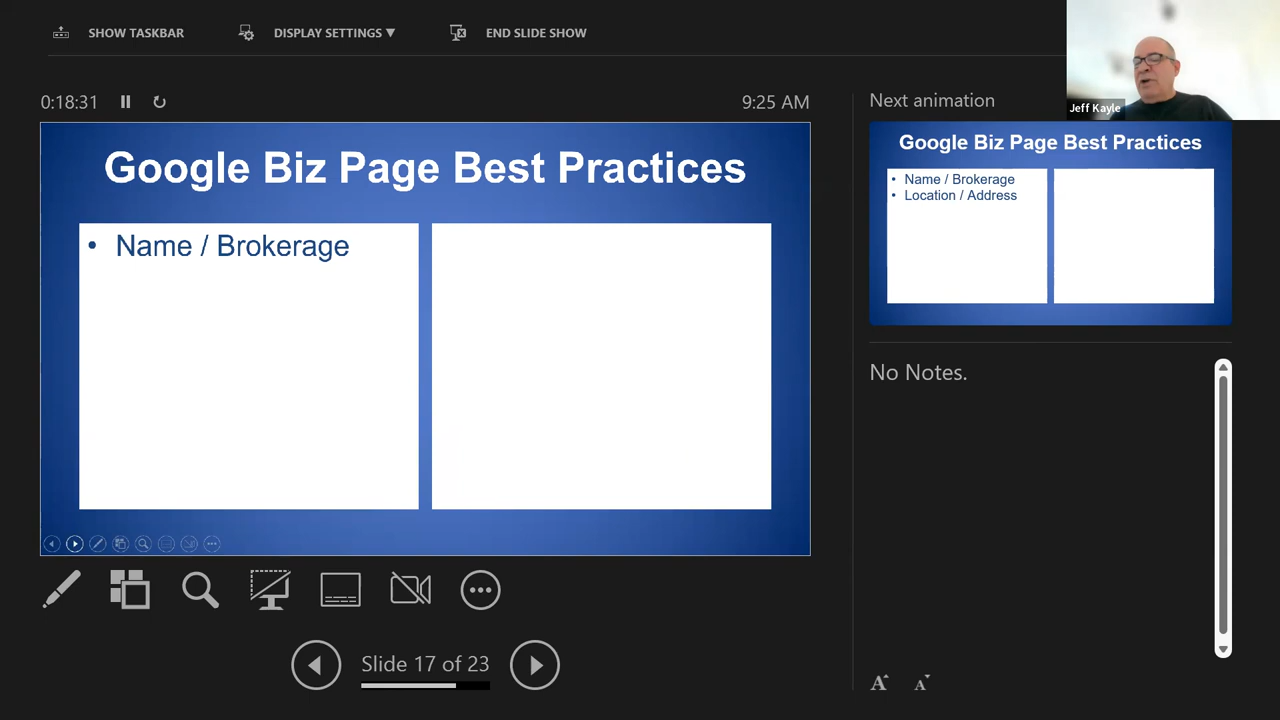 SHOW TASKBAR
DISPLAY SETTINGS ▼
END SLIDE SHOW
Jeff Kayle
0:18:31
9:25 AM
Google Biz Page Best Practices
• Name / Brokerage
Next animation
Google Biz Page Best Practices
• Name / Brokerage
• Location / Address
No Notes.
Slide 17 of 23
A A